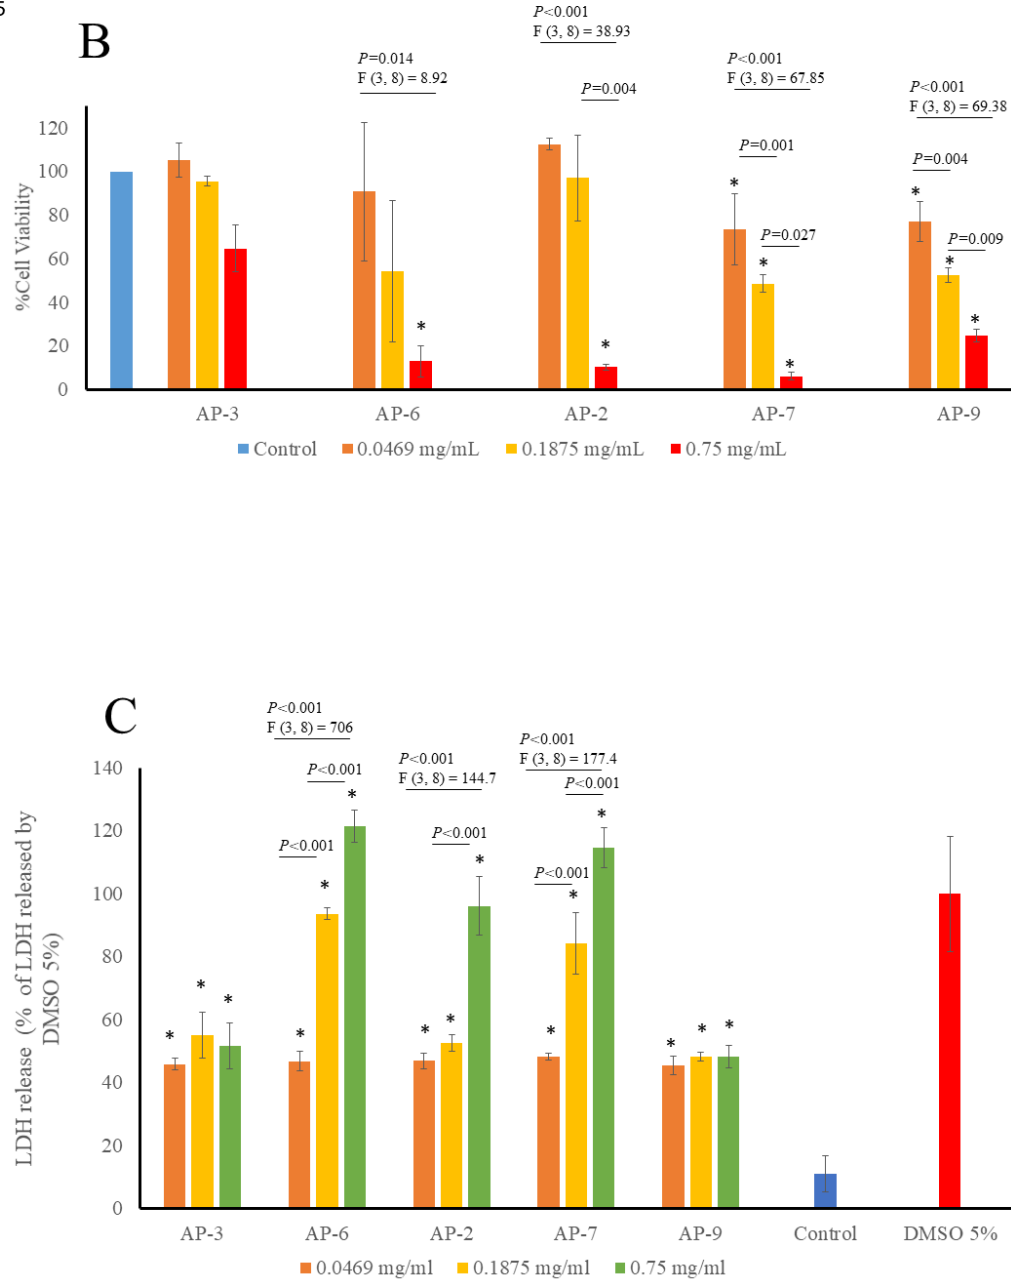 B
P<0.001
F (3, 8) = 38.93
P=0.014
F (3, 8) = 8.92
P<0.001
F (3, 8) = 67.85
P=0.004
P<0.001
F (3, 8) = 69.38
P=0.001
P=0.004
P=0.027
P=0.009
* * * * * * * *
%Cell Viability
120
100
80
60
40
20
0
AP-3 AP-6 AP-2 AP-7 AP-9
Control 0.0469 mg/mL 0.1875 mg/mL 0.75 mg/mL
C
P<0.001
F (3, 8) = 706
P<0.001
F (3, 8) = 177.4
P<0.001
F (3, 8) = 144.7
P<0.001
P<0.001
P<0.001
P<0.001
P<0.001
* * * * * * * * * * * * * * *
LDH release (% of LDH released by
DMSO 5%)
140
120
100
80
60
40
20
0
AP-3 AP-6 AP-2 AP-7 AP-9 Control DMSO 5%
0.0469 mg/ml 0.1875 mg/ml 0.75 mg/ml